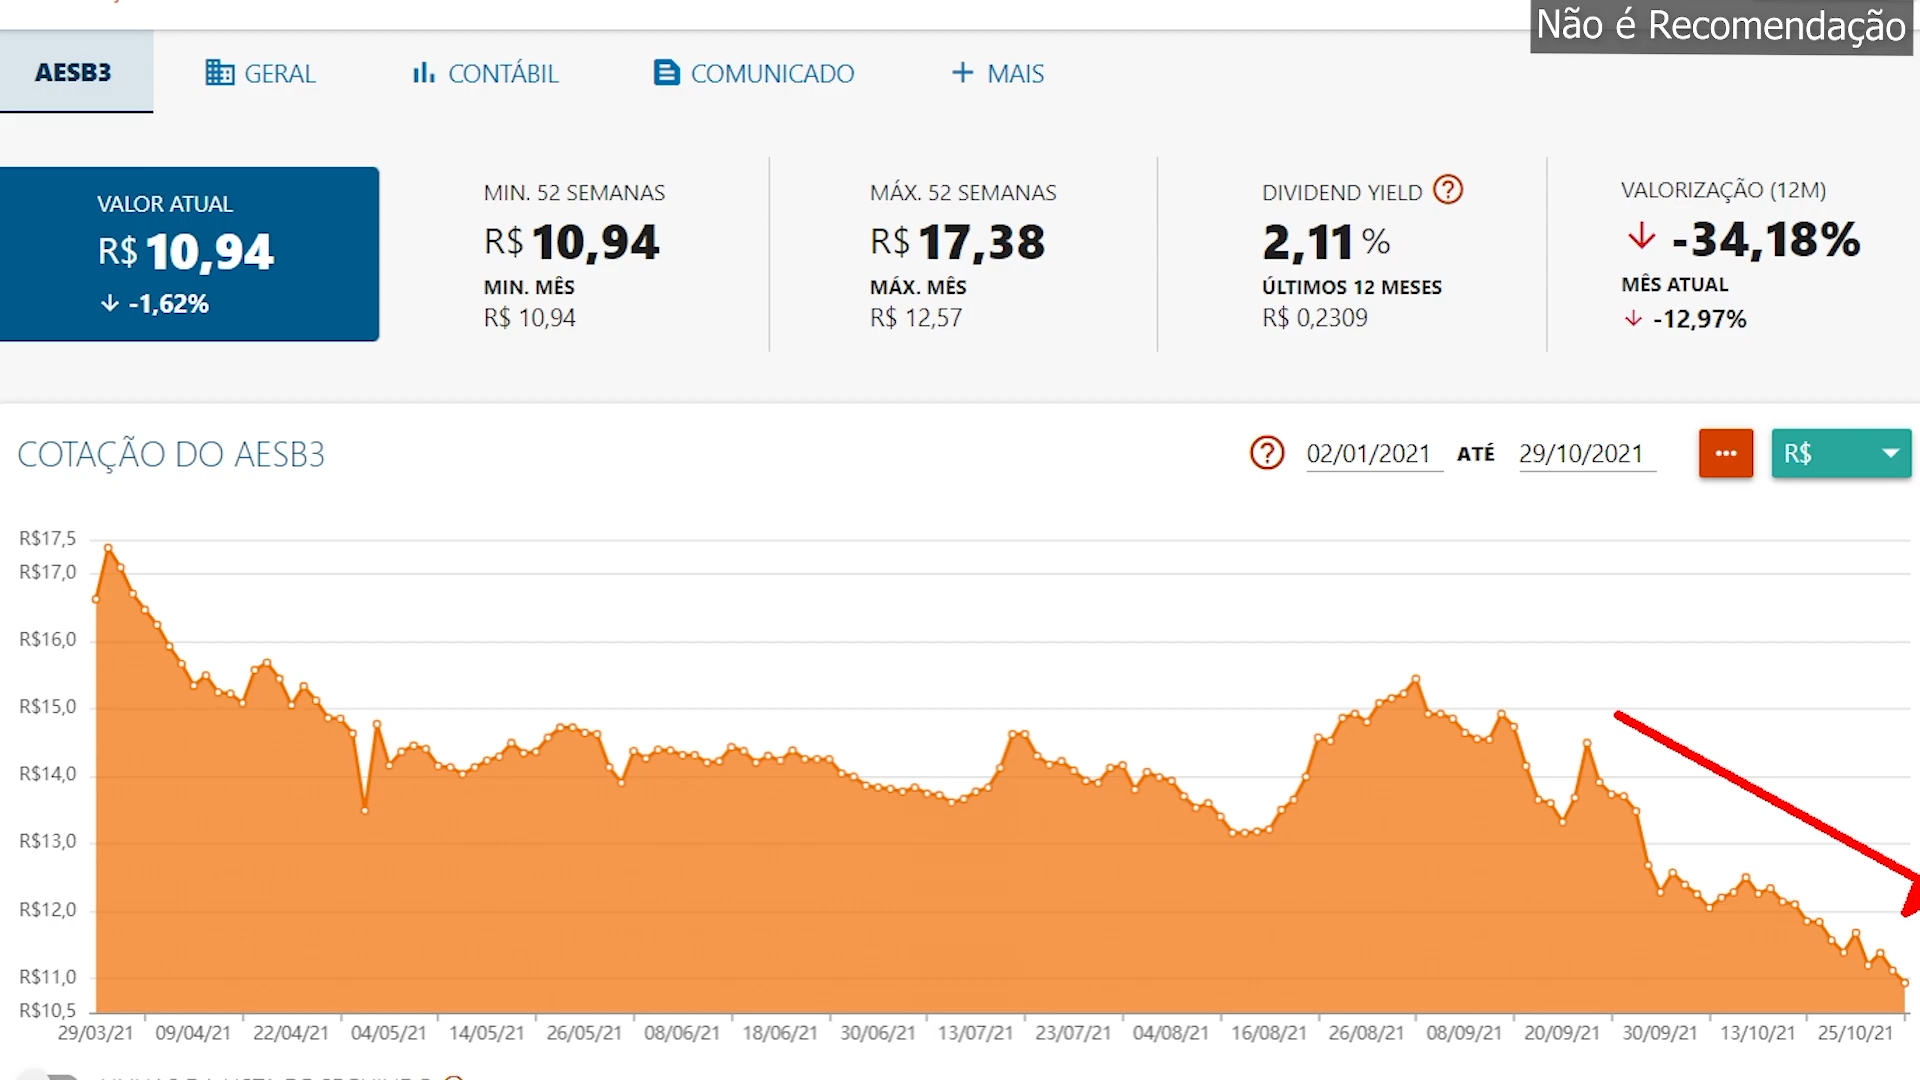 Não é Recomendação
AESB3 GERAL CONTÁBIL COMUNICADO + MAIS
VALOR ATUAL
R$ 10,94
-1,62%
MIN. 52 SEMANAS
R$ 10,94
MIN. MÊS
R$ 10,94
MÁX. 52 SEMANAS
R$ 17,38
MÁX. MÊS
R$ 12,57
DIVIDEND YIELD ?
2,11 %
ÚLTIMOS 12 MESES
R$ 0,2309
VALORIZAÇÃO (12M)
-34,18%
MÊS ATUAL
-12,97%
COTAÇÃO DO AESB3 ? 02/01/2021 ATÉ 29/10/2021 ... R$
R$17,5
R$17,0
R$16,0
R$15,0
R$14,0
R$13,0
R$12,0
R$11,0
R$10,5
29/03/21 09/04/21 22/04/21 04/05/21 14/05/21 26/05/21 08/06/21 18/06/21 30/06/21 13/07/21 23/07/21 04/08/21 16/08/21 26/08/21 08/09/21 20/09/21 30/09/21 13/10/21 25/10/21